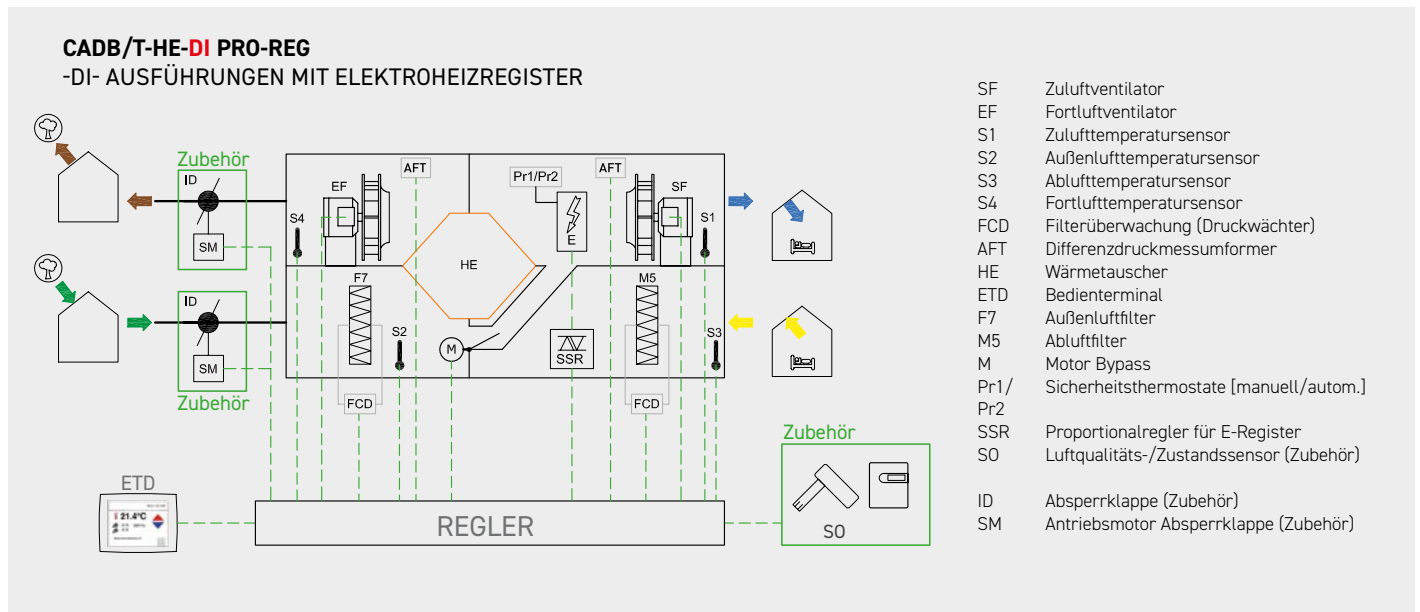 CADB/T-HE-DI PRO-REG
-DI- AUSFÜHRUNGEN MIT ELEKTROHEIZREGISTER
Zubehör
ID
SM
ID
SM
Zubehör
S4
EF
AFT
F7
S2
HE
M
Pr1/Pr2
E
SSR
AFT
SF
S1
M5
S3
FCD
FCD
ETD
21.4°C
REGLER
Zubehör
SO
SF Zuluftventilator
EF Fortluftventilator
S1 Zulufttemperatursensor
S2 Außenlufttemperatursensor
S3 Ablufttemperatursensor
S4 Fortlufttemperatursensor
FCD Filterüberwachung (Druckwächter)
AFT Differenzdruckmessumformer
HE Wärmetauscher
ETD Bedienterminal
F7 Außenluftfilter
M5 Abluftfilter
M Motor Bypass
Pr1/ Sicherheitsthermostate [manuell/autom.]
Pr2
SSR Proportionalregler für E-Register
SO Luftqualitäts-/Zustandssensor (Zubehör)
ID Absperrklappe (Zubehör)
SM Antriebsmotor Absperrklappe (Zubehör)